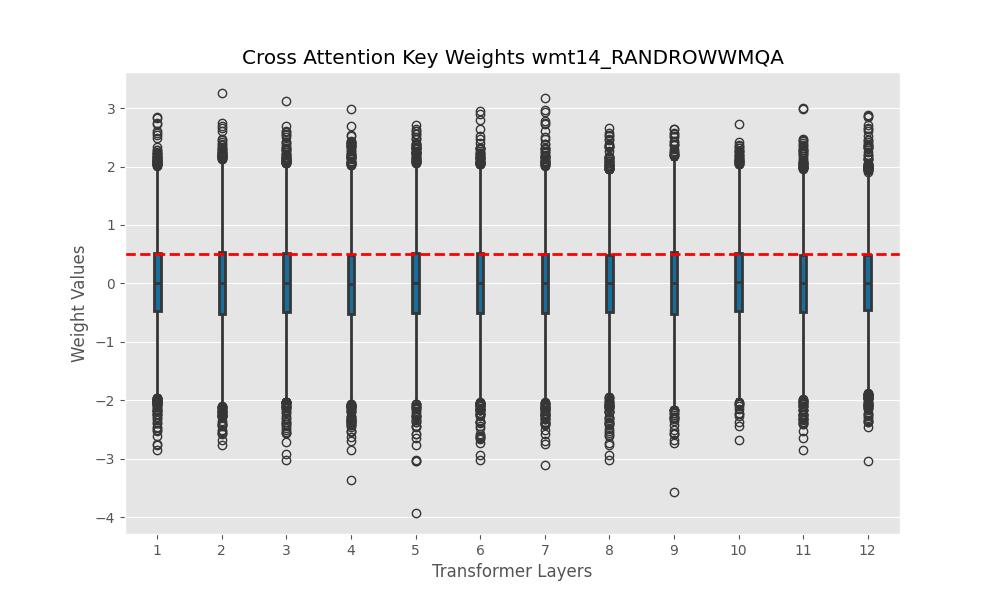 Cross Attention Key Weights wmt14_RANDROWWMQA
3
2
1
0
−1
−2
−3
−4
Weight Values
1 2 3 4 5 6 7 8 9 10 11 12
Transformer Layers